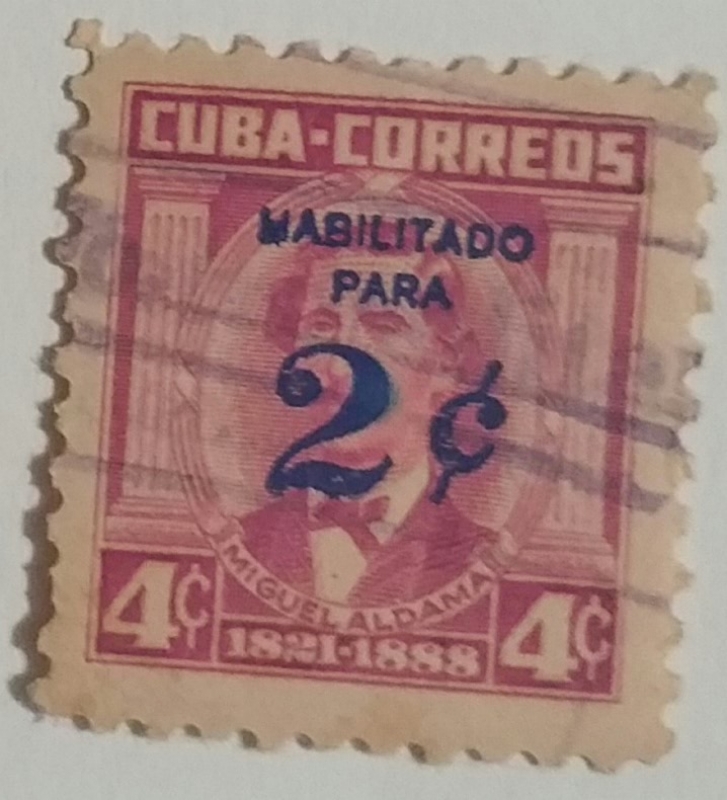 CUBA-CORREOS
HABILITADO
PARA
2¢
MIGUEL ALDAMA
4¢ 1821-1888 4¢